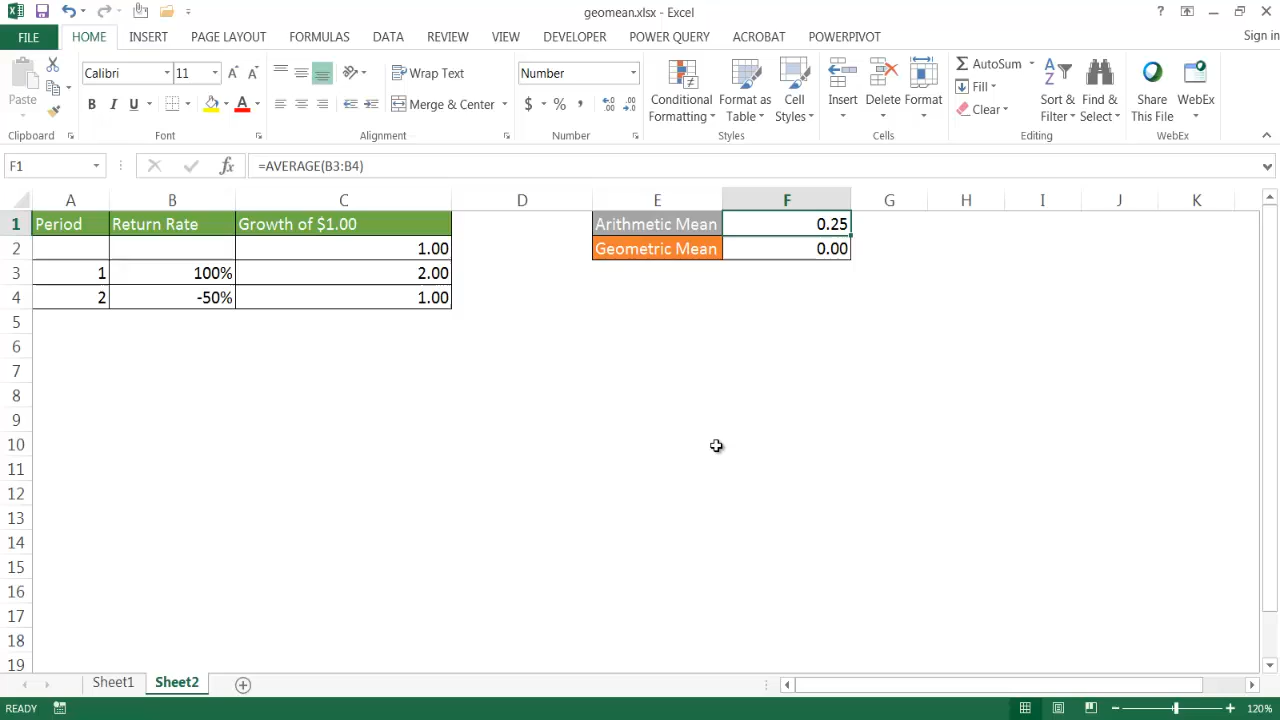 geomean.xlsx - Excel
?
FILE HOME INSERT PAGE LAYOUT FORMULAS DATA REVIEW VIEW DEVELOPER POWER QUERY ACROBAT POWERPIVOT Sign in
Paste
Clipboard
Calibri 11
B I U
Font
Wrap Text
Merge & Center
Alignment
Number
$ % ,
Number
Conditional Formatting
Format as Table
Cell Styles
Styles
Insert Delete Format
Cells
AutoSum
Fill
Clear
Sort & Filter
Find & Select
Editing
Share This File
WebEx
WebEx
F1 fx =AVERAGE(B3:B4)
A B C D E F G H I J K
1 Period Return Rate Growth of $1.00 Arithmetic Mean 0.25
2 1.00 Geometric Mean 0.00
3 1 100% 2.00
4 2 -50% 1.00
5
6
7
8
9
10
11
12
13
14
15
16
17
18
19
Sheet1 Sheet2
READY 120%